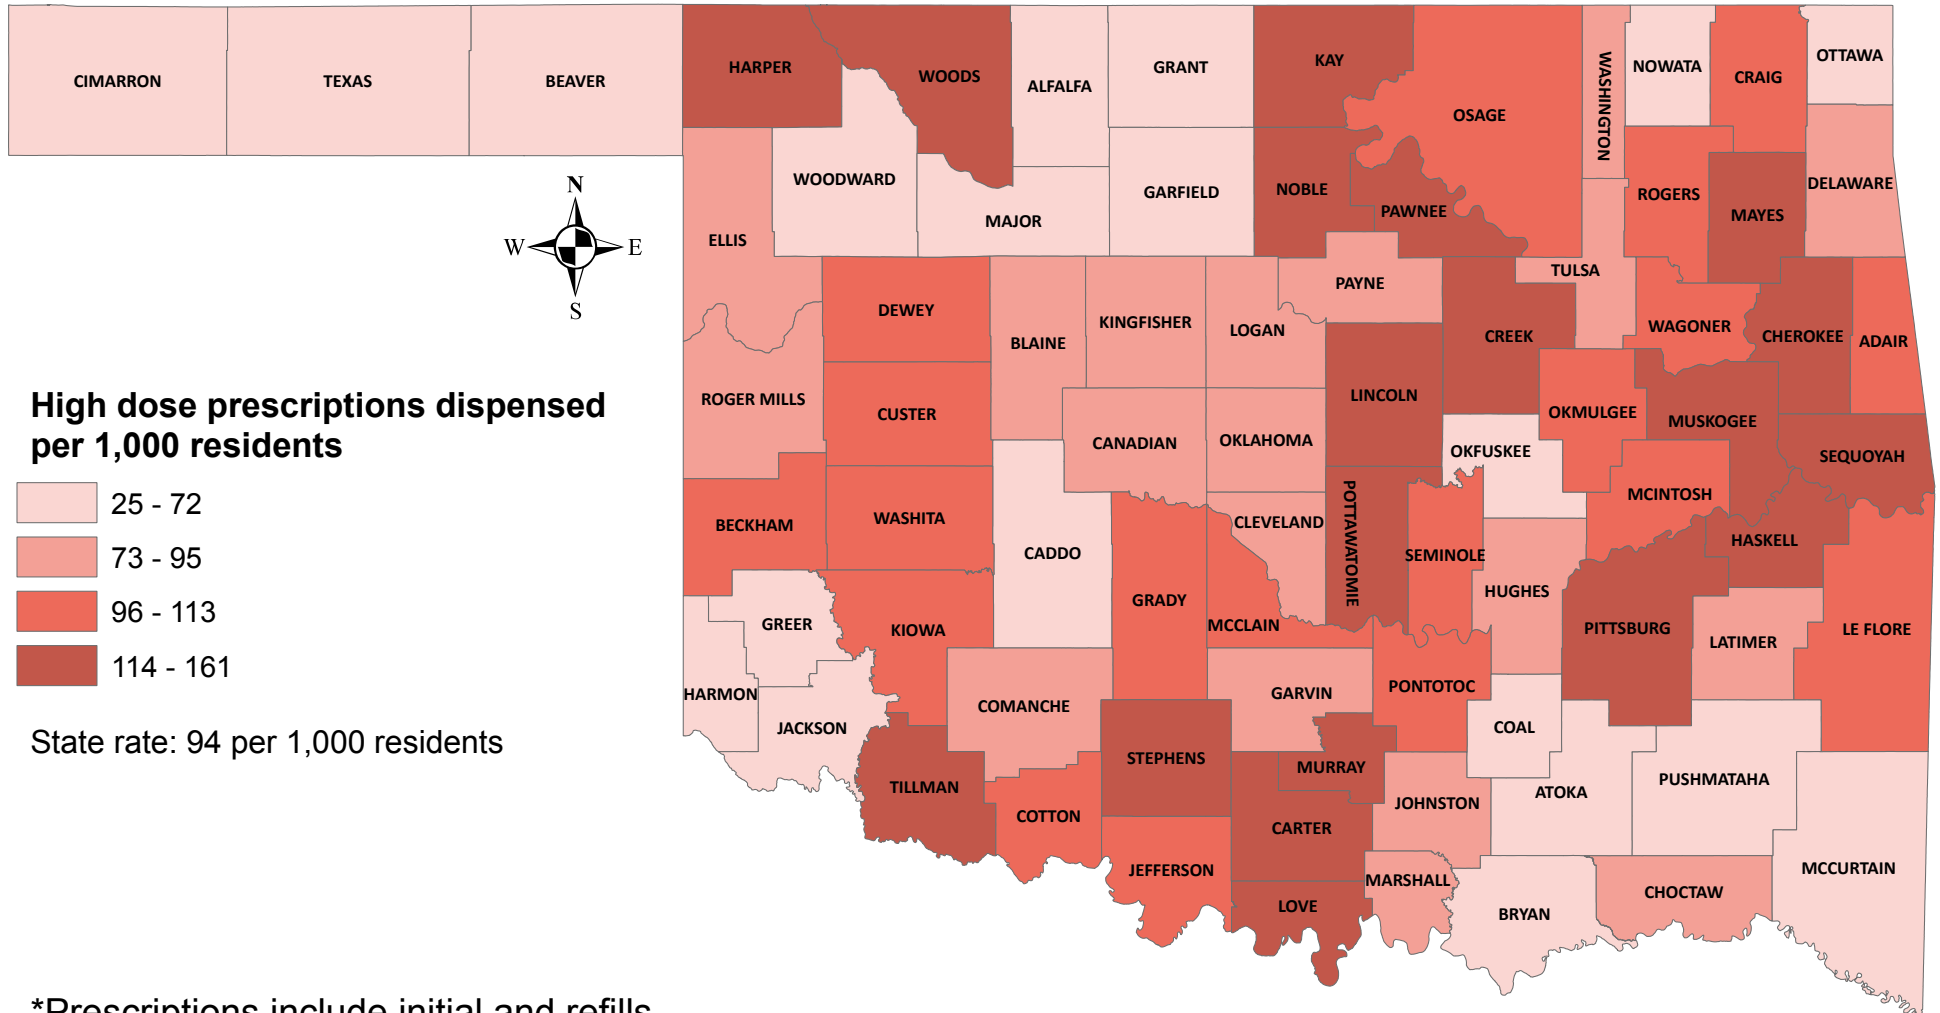 CIMARRON
TEXAS
BEAVER
HARPER
WOODS
ALFALFA
GRANT
KAY
OSAGE
WASHINGTON
NOWATA
CRAIG
OTTAWA
WOODWARD
MAJOR
GARFIELD
NOBLE
PAWNEE
ROGERS
MAYES
DELAWARE
ELLIS
N
W
E
S
DEWEY
BLAINE
KINGFISHER
LOGAN
PAYNE
TULSA
CREEK
WAGONER
CHEROKEE
ADAIR
ROGER MILLS
CUSTER
CANADIAN
OKLAHOMA
LINCOLN
OKFUSKEE
OKMULGEE
MUSKOGEE
SEQUOYAH
BECKHAM
WASHITA
CADDO
GRADY
CLEVELAND
MCCLAIN
POTTAWATOMIE
SEMINOLE
HUGHES
MCINTOSH
HASKELL
PITTSBURG
LATIMER
LE FLORE
GREER
KIOWA
HARMON
JACKSON
COMANCHE
GARVIN
PONTOTOC
COAL
TILLMAN
COTTON
STEPHENS
MURRAY
CARTER
JOHNSTON
ATOKA
PUSHMATAHA
JEFFERSON
LOVE
MARSHALL
BRYAN
CHOCTAW
MCCURTAIN
High dose prescriptions dispensed
per 1,000 residents
25 - 72
73 - 95
96 - 113
114 - 161
State rate: 94 per 1,000 residents
*Prescriptions include initial and refills